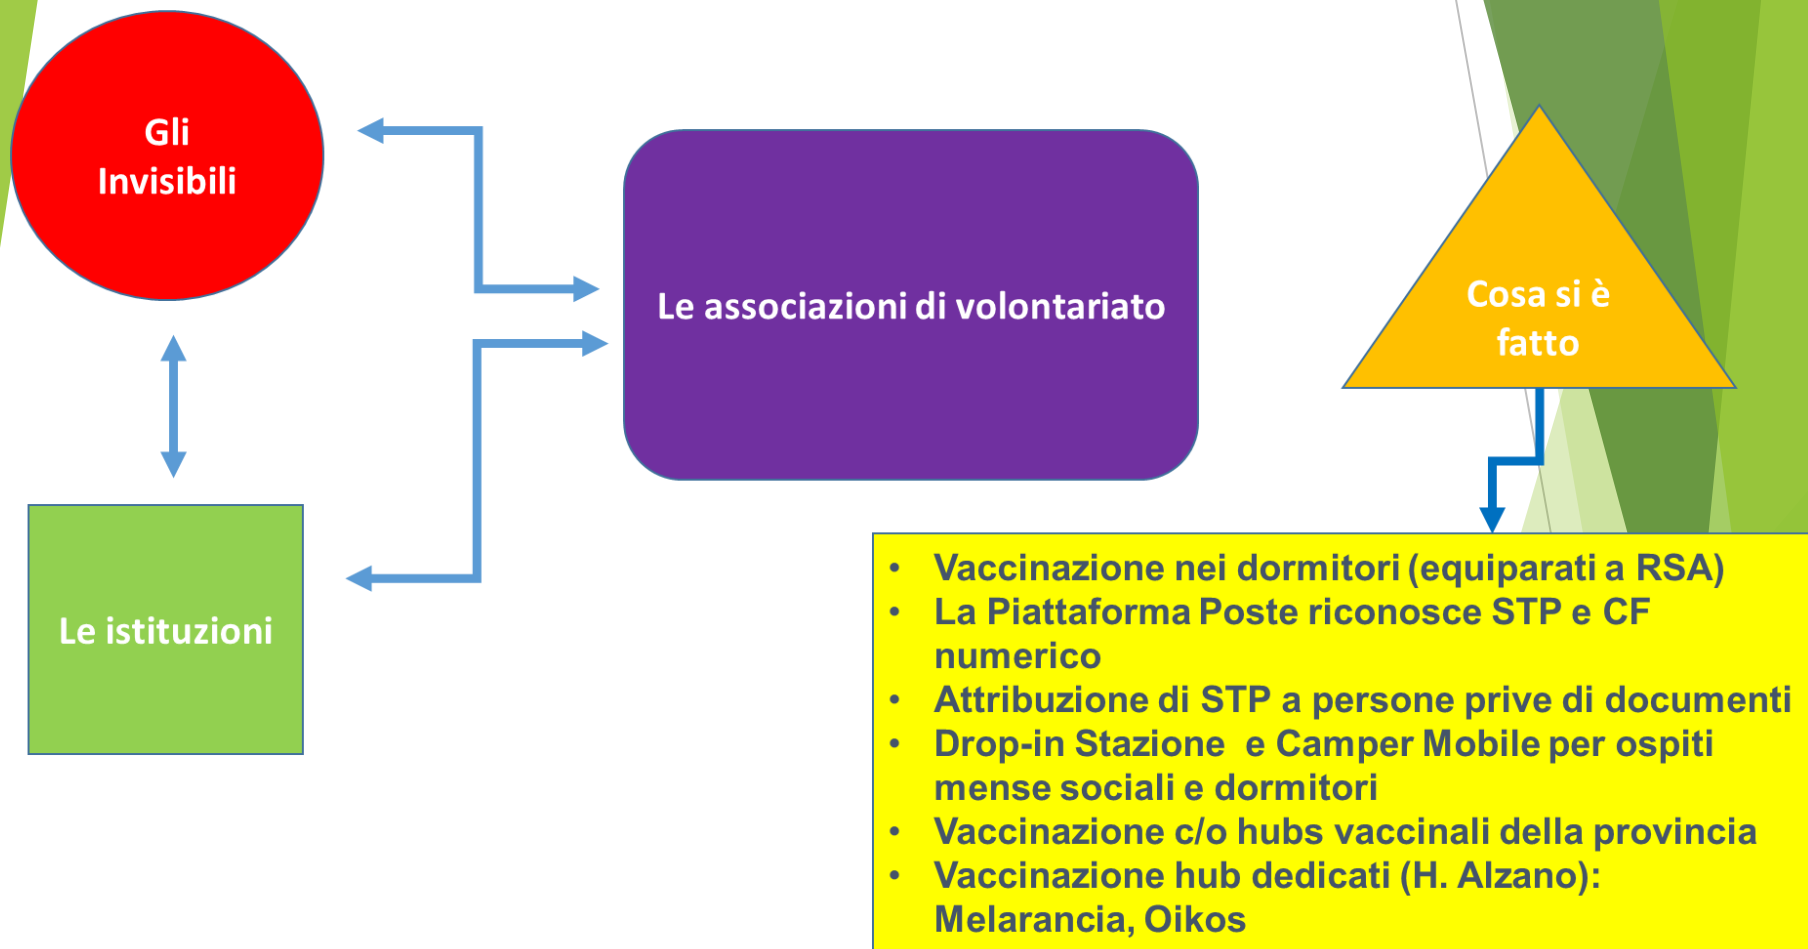 Gli
Invisibili
Le associazioni di volontariato
Cosa si è
fatto
Le istituzioni
• Vaccinazione nei dormitori (equiparati a RSA)
• La Piattaforma Poste riconosce STP e CF
numerico
• Attribuzione di STP a persone prive di documenti
• Drop-in Stazione  e Camper Mobile per ospiti
mense sociali e dormitori
• Vaccinazione c/o hubs vaccinali della provincia
• Vaccinazione hub dedicati (H. Alzano):
Melarancia, Oikos